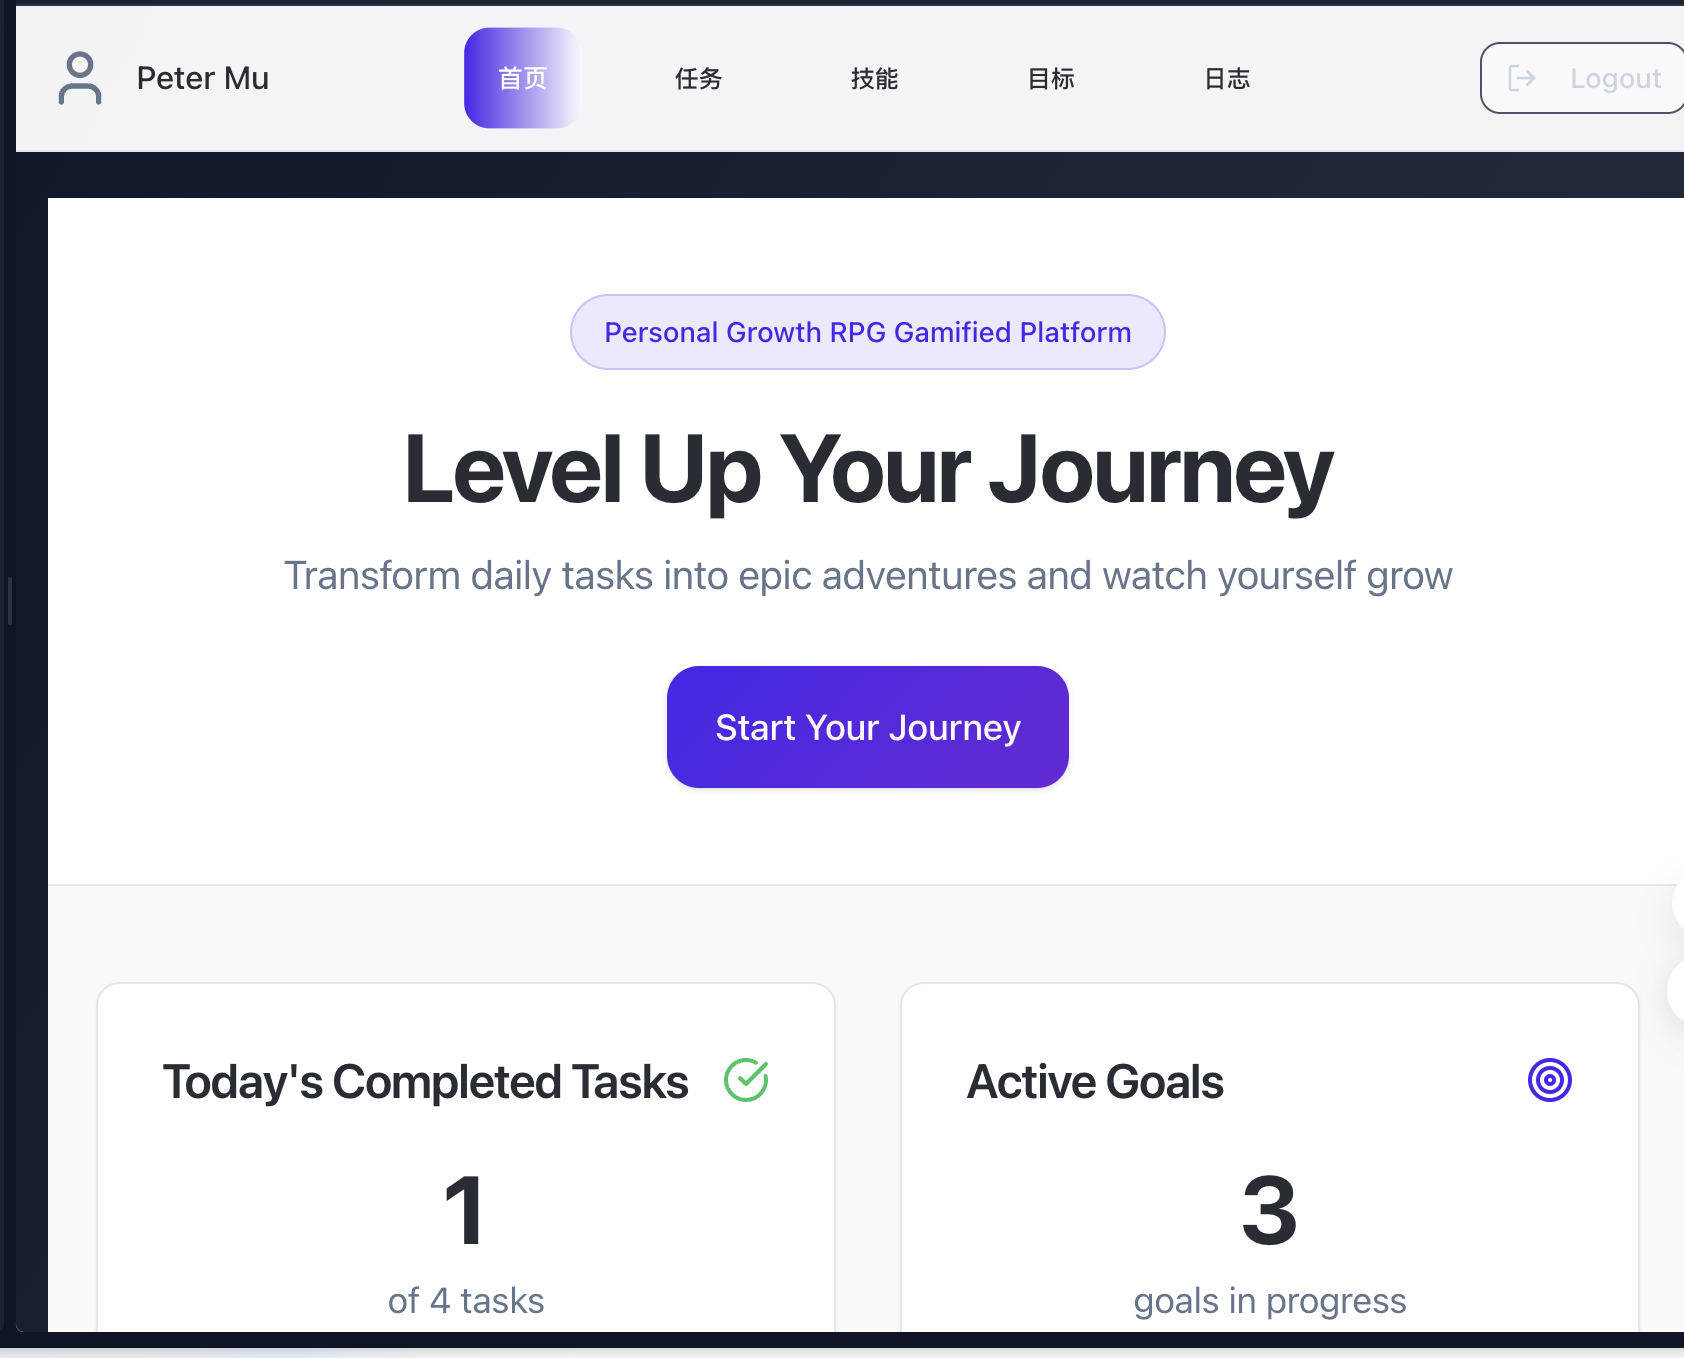 Peter Mu
首页
任务
技能
目标
日志
Logout
Personal Growth RPG Gamified Platform
Level Up Your Journey
Transform daily tasks into epic adventures and watch yourself grow
Start Your Journey
Today's Completed Tasks
1
of 4 tasks
Active Goals
3
goals in progress